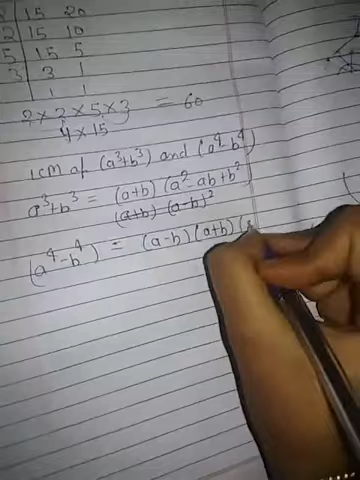 2 | 15 20
2 | 15 10
5 | 15 5
3 | 3 1
| 1 1
2 × 2 × 5 × 3 = 60
4 × 15
LCM of (a³+b³) and (a⁴-b⁴)
a³+b³ = (a+b) (a²-ab+b²
(a+b) (a-b)²
(a⁴-b⁴) = (a-b) (a+b) (